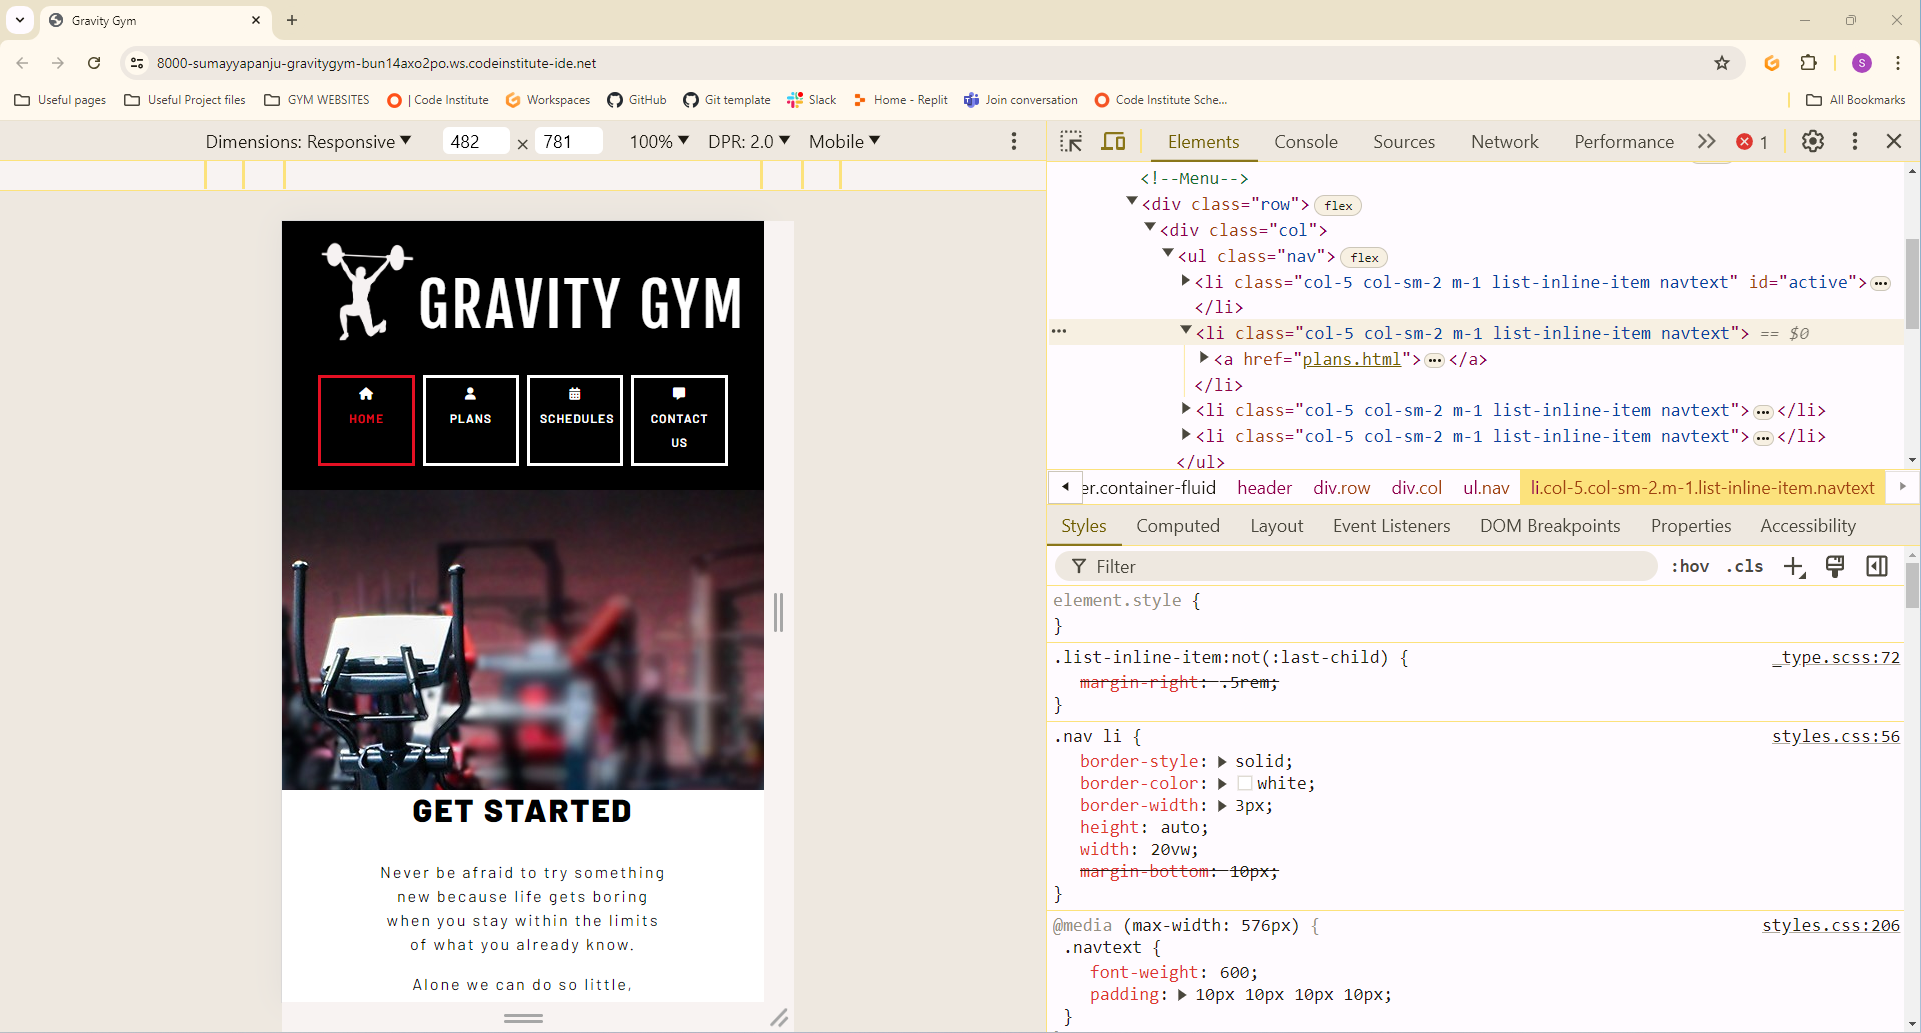 Gravity Gym
8000-sumayyapanju-gravitygym-bun14axo2po.ws.codeinstitute-ide.net
S
Useful pages
Useful Project files
GYM WEBSITES
| Code Institute
Workspaces
GitHub
Git template
Slack
Home - Replit
Join conversation
Code Institute Sche...
All Bookmarks
Dimensions: Responsive
482 × 781
100%
DPR: 2.0
Mobile
GRAVITY GYM
HOME
PLANS
SCHEDULES
CONTACT
US
GET STARTED
Never be afraid to try something
new because life gets boring
when you stay within the limits
of what you already know.
Alone we can do so little,
Elements
Console
Sources
Network
Performance
1
<!--Menu-->
<div class="row"> flex
<div class="col">
<ul class="nav"> flex
<li class="col-5 col-sm-2 m-1 list-inline-item navtext" id="active">
</li>
<li class="col-5 col-sm-2 m-1 list-inline-item navtext"> == $0
<a href="plans.html"> </a>
</li>
<li class="col-5 col-sm-2 m-1 list-inline-item navtext"> </li>
<li class="col-5 col-sm-2 m-1 list-inline-item navtext"> </li>
</ul>
er.container-fluid
header
div.row
div.col
ul.nav
li.col-5.col-sm-2.m-1.list-inline-item.navtext
Styles
Computed
Layout
Event Listeners
DOM Breakpoints
Properties
Accessibility
Filter
:hov
.cls
element.style {
}
.list-inline-item:not(:last-child) { _type.scss:72
margin-right: .5rem;
}
.nav li { styles.css:56
border-style: solid;
border-color: white;
border-width: 3px;
height: auto;
width: 20vw;
margin-bottom: 10px;
}
@media (max-width: 576px) { styles.css:206
.navtext {
font-weight: 600;
padding: 10px 10px 10px 10px;
}